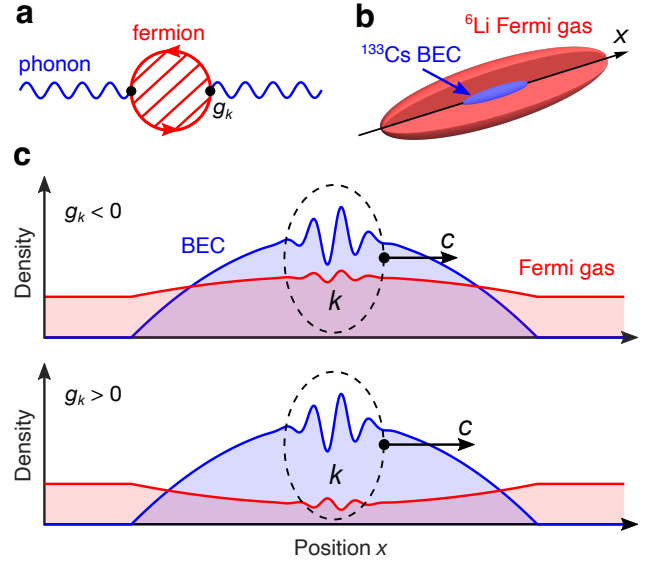 a
fermion
phonon
g_k
b
⁶Li Fermi gas
x
¹³³Cs BEC
c
g_k < 0
BEC
c
Fermi gas
k
Density
g_k > 0
c
k
Density
Position x